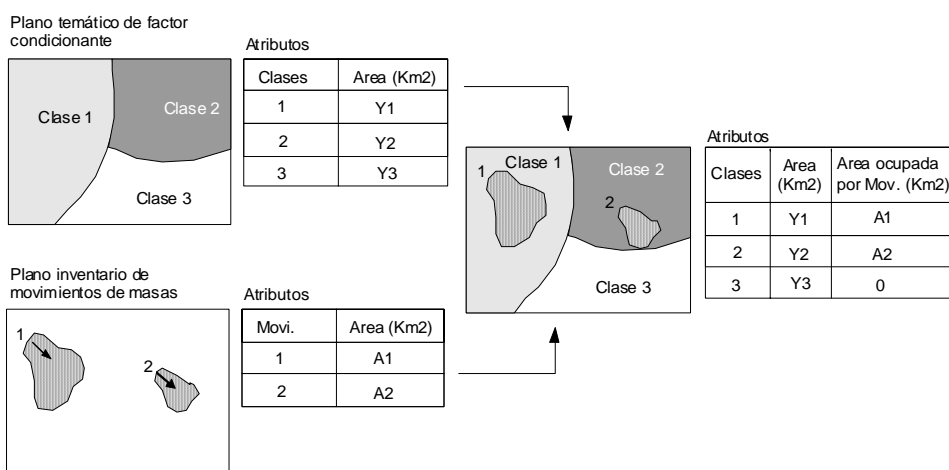 Plano temático de factor
condicionante
Atributos
Clases Area (Km2)
1 Y1
2 Y2
3 Y3
Clase 1
Clase 2
Clase 3
Plano inventario de
movimientos de masas
1
2
Atributos
Movi. Area (Km2)
1 A1
2 A2
Clase 1
1
Clase 2
2
Clase 3
Atributos
Clases Area (Km2) Area ocupada por Mov. (Km2)
1 Y1 A1
2 Y2 A2
3 Y3 0